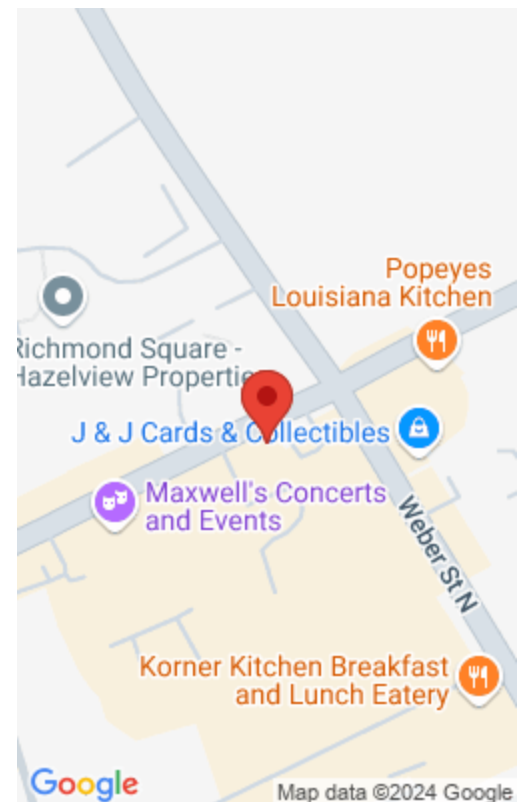 Popeyes
Louisiana Kitchen
Richmond Square -
Hazelview Propertie
J & J Cards & Collectibles
Maxwell's Concerts
and Events
Weber St N
Korner Kitchen Breakfast
and Lunch Eatery
Google
Map data ©2024 Google